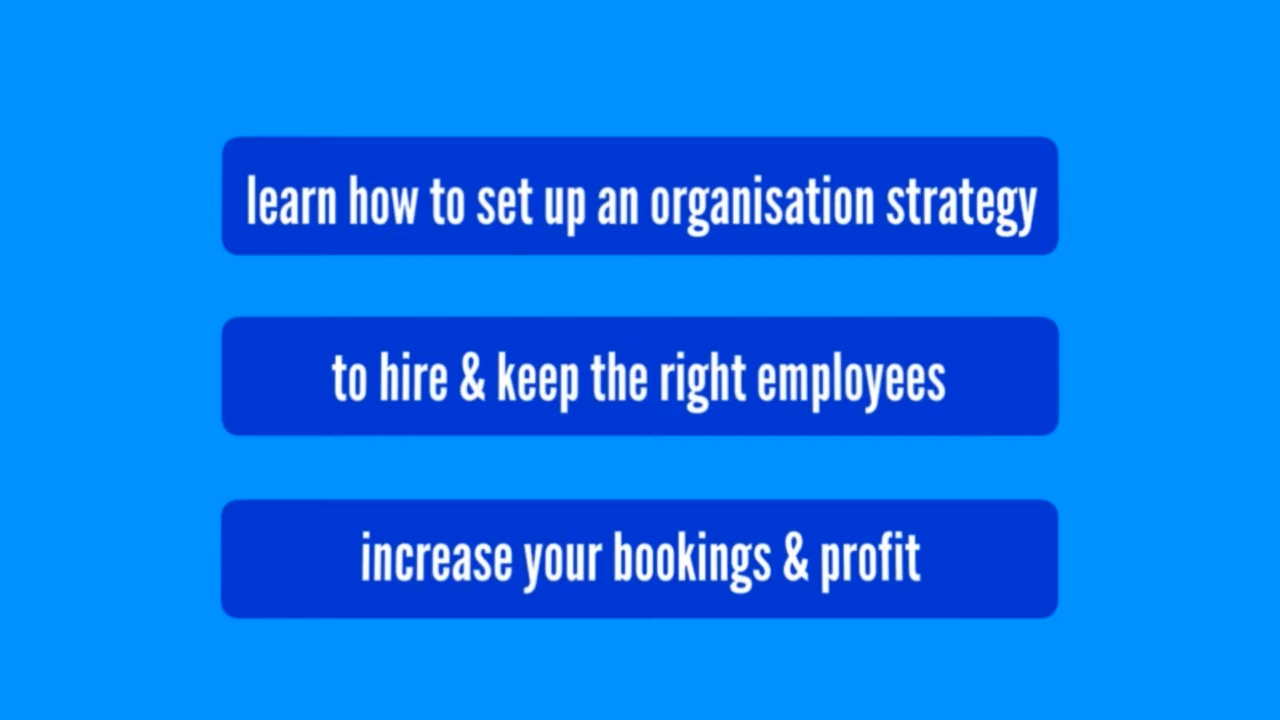 learn how to set up an organisation strategy
to hire & keep the right employees
increase your bookings & profit